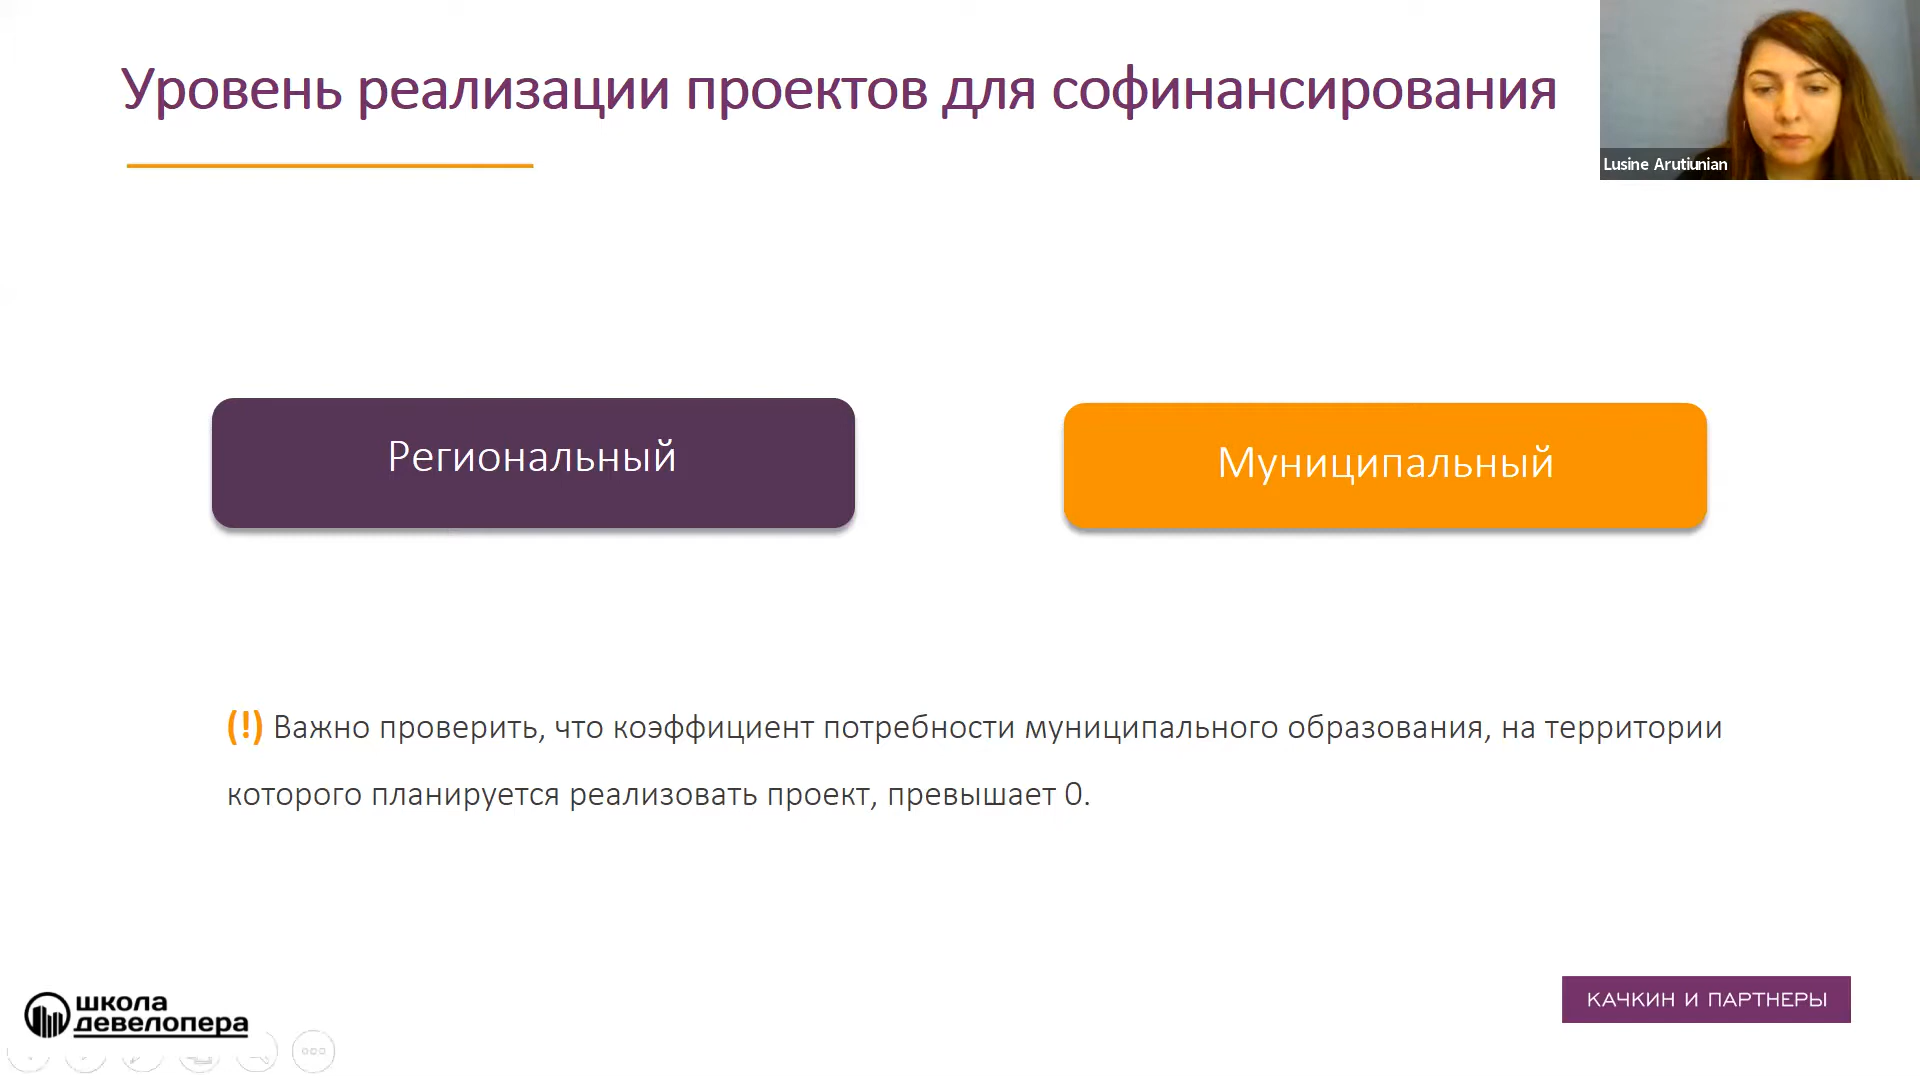 Уровень реализации проектов для софинансирования
Lusine Arutiunian
Региональный
Муниципальный
(!) Важно проверить, что коэффициент потребности муниципального образования, на территории
которого планируется реализовать проект, превышает 0.
школа
девелопера
КАЧКИН И ПАРТНЕРЫ